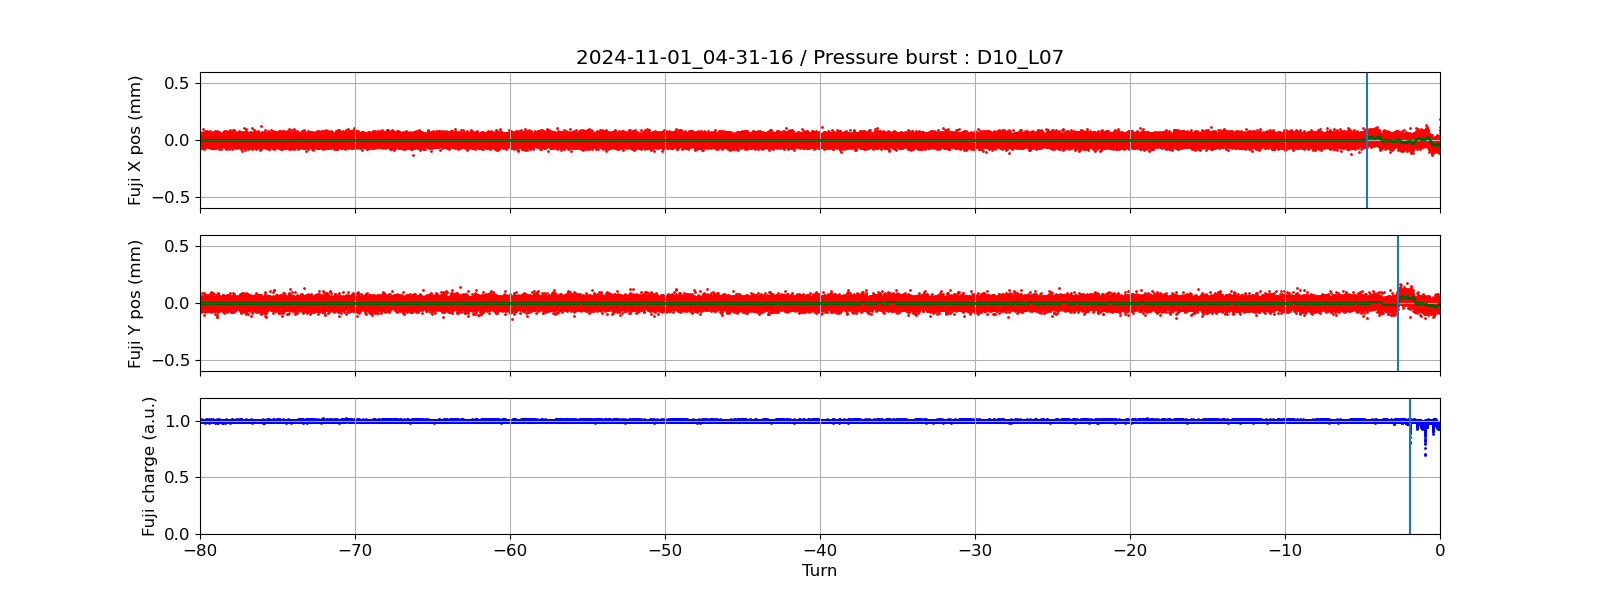 2024-11-01_04-31-16 / Pressure burst : D10_L07
Fuji X pos (mm)
0.5
0.0
−0.5
Fuji Y pos (mm)
0.5
0.0
−0.5
Fuji charge (a.u.)
1.0
0.5
0.0
−80 −70 −60 −50 −40 −30 −20 −10 0
Turn